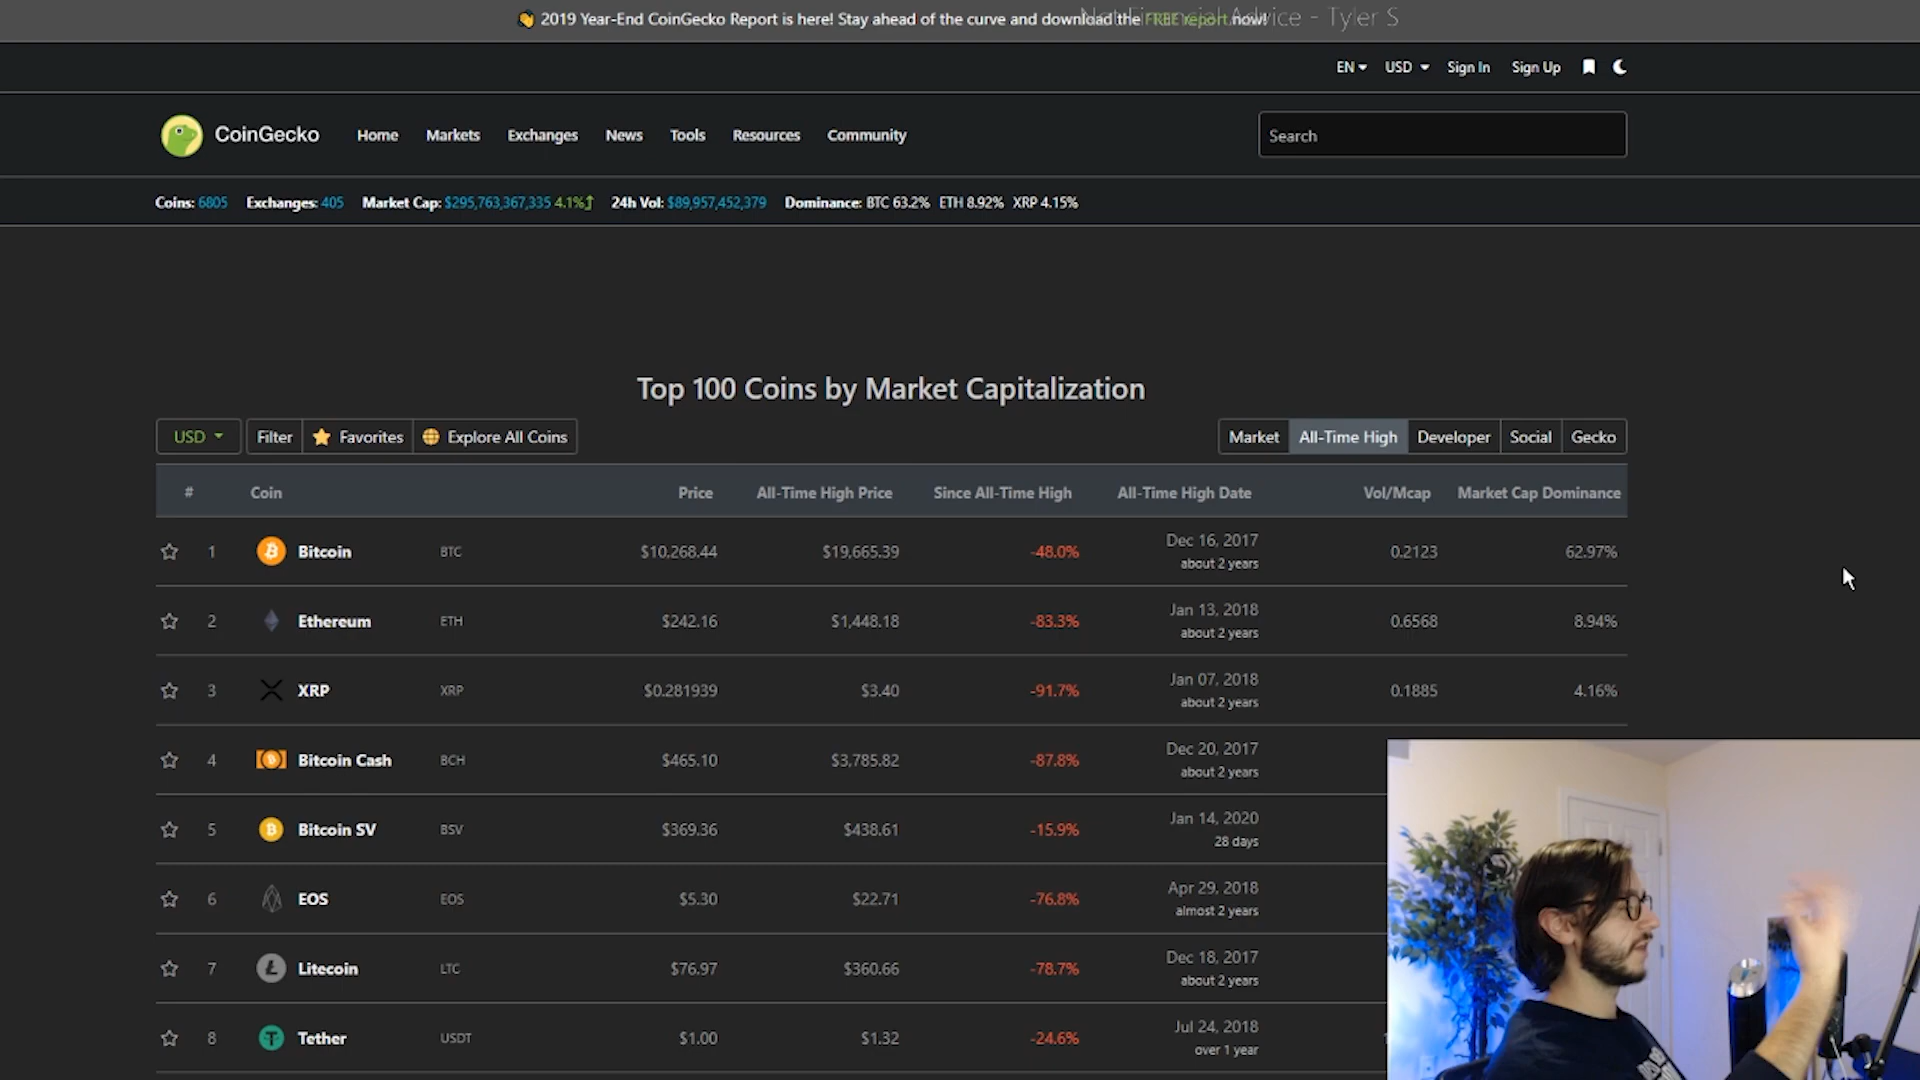 👋 2019 Year-End CoinGecko Report is here! Stay ahead of the curve and download the FREE report now!
Not Financial Advice - Tyler S
EN USD Sign In Sign Up
CoinGecko Home Markets Exchanges News Tools Resources Community Search
Coins: 6805 Exchanges: 405 Market Cap: $295,763,367,335 4.1% 24h Vol: $89,957,452,379 Dominance: BTC 63.2% ETH 8.92% XRP 4.15%
Top 100 Coins by Market Capitalization
USD Filter Favorites Explore All Coins Market All-Time High Developer Social Gecko
# Coin Price All-Time High Price Since All-Time High All-Time High Date Vol/Mcap Market Cap Dominance
1 Bitcoin BTC $10,268.44 $19,665.39 -48.0% Dec 16, 2017 0.2123 62.97%
about 2 years
2 Ethereum ETH $242.16 $1,448.18 -83.3% Jan 13, 2018 0.6568 8.94%
about 2 years
3 XRP XRP $0.281939 $3.40 -91.7% Jan 07, 2018 0.1885 4.16%
about 2 years
4 Bitcoin Cash BCH $465.10 $3,785.82 -87.8% Dec 20, 2017
about 2 years
5 Bitcoin SV BSV $369.36 $438.61 -15.9% Jan 14, 2020
28 days
6 EOS EOS $5.30 $22.71 -76.8% Apr 29, 2018
almost 2 years
7 Litecoin LTC $76.97 $360.66 -78.7% Dec 18, 2017
about 2 years
8 Tether USDT $1.00 $1.32 -24.6% Jul 24, 2018
over 1 year